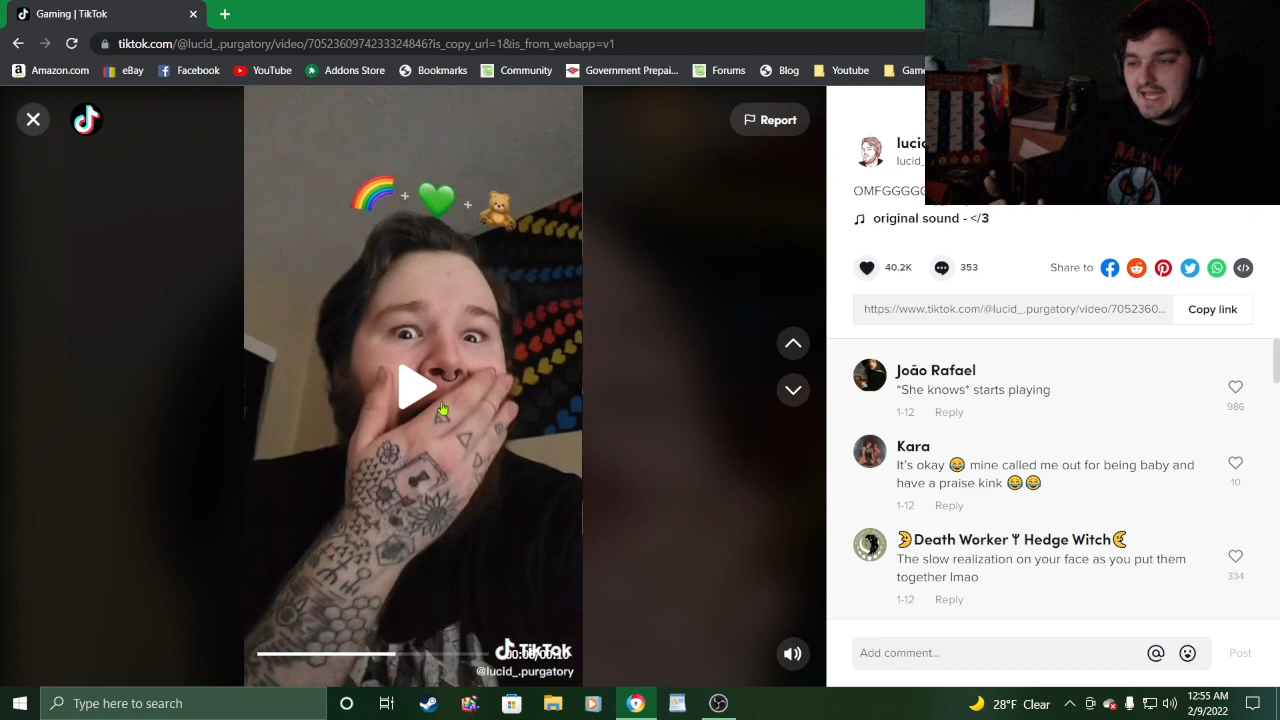 Gaming | TikTok
tiktok.com/@lucid_.purgatory/video/7052360974233324846?is_copy_url=1&is_from_webapp=v1
Amazon.com eBay Facebook YouTube Addons Store Bookmarks Community Government Prepai... Forums Blog Youtube
Report
OMFGGGGG
original sound - </3
40.2K 353 Share to
https://www.tiktok.com/@lucid_.purgatory/video/7052360... Copy link
João Rafael
*She knows* starts playing
986
1-12 Reply
Kara
It's okay 😂 mine called me out for being baby and
have a praise kink 😂😂
10
1-12 Reply
Death Worker Hedge Witch
The slow realization on your face as you put them
together lmao
334
1-12 Reply
TikTok
@lucid_.purgatory
Add comment... Post
Type here to search
28°F Clear
12:55 AM
2/9/2022